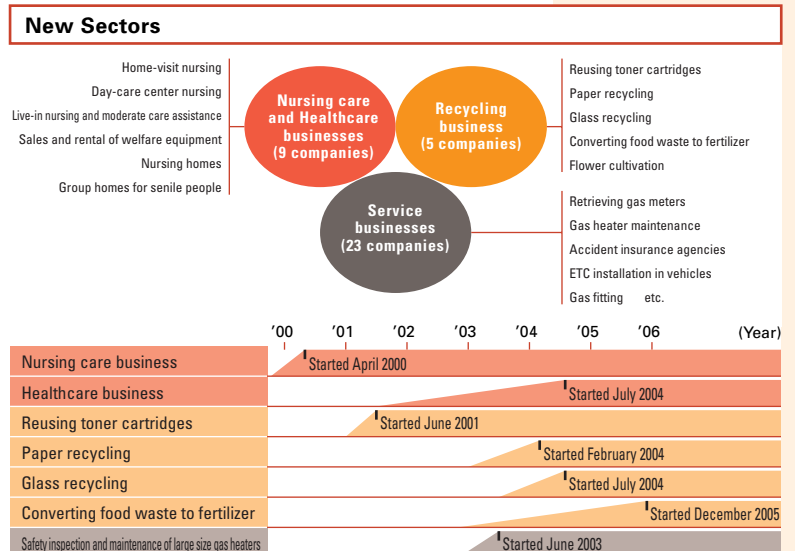 New Sectors
Home-visit nursing
Day-care center nursing
Live-in nursing and moderate care assistance
Sales and rental of welfare equipment
Nursing homes
Group homes for senile people
Nursing care
and Healthcare
businesses
(9 companies)
Recycling
business
(5 companies)
Reusing toner cartridges
Paper recycling
Glass recycling
Converting food waste to fertilizer
Flower cultivation
Service
businesses
(23 companies)
Retrieving gas meters
Gas heater maintenance
Accident insurance agencies
ETC installation in vehicles
Gas fitting etc.
’00 ’01 ’02 ’03 ’04 ’05 ’06 (Year)
Nursing care business Started April 2000
Healthcare business Started July 2004
Reusing toner cartridges Started June 2001
Paper recycling Started February 2004
Glass recycling Started July 2004
Converting food waste to fertilizer Started December 2005
Safety inspection and maintenance of large size gas heaters Started June 2003